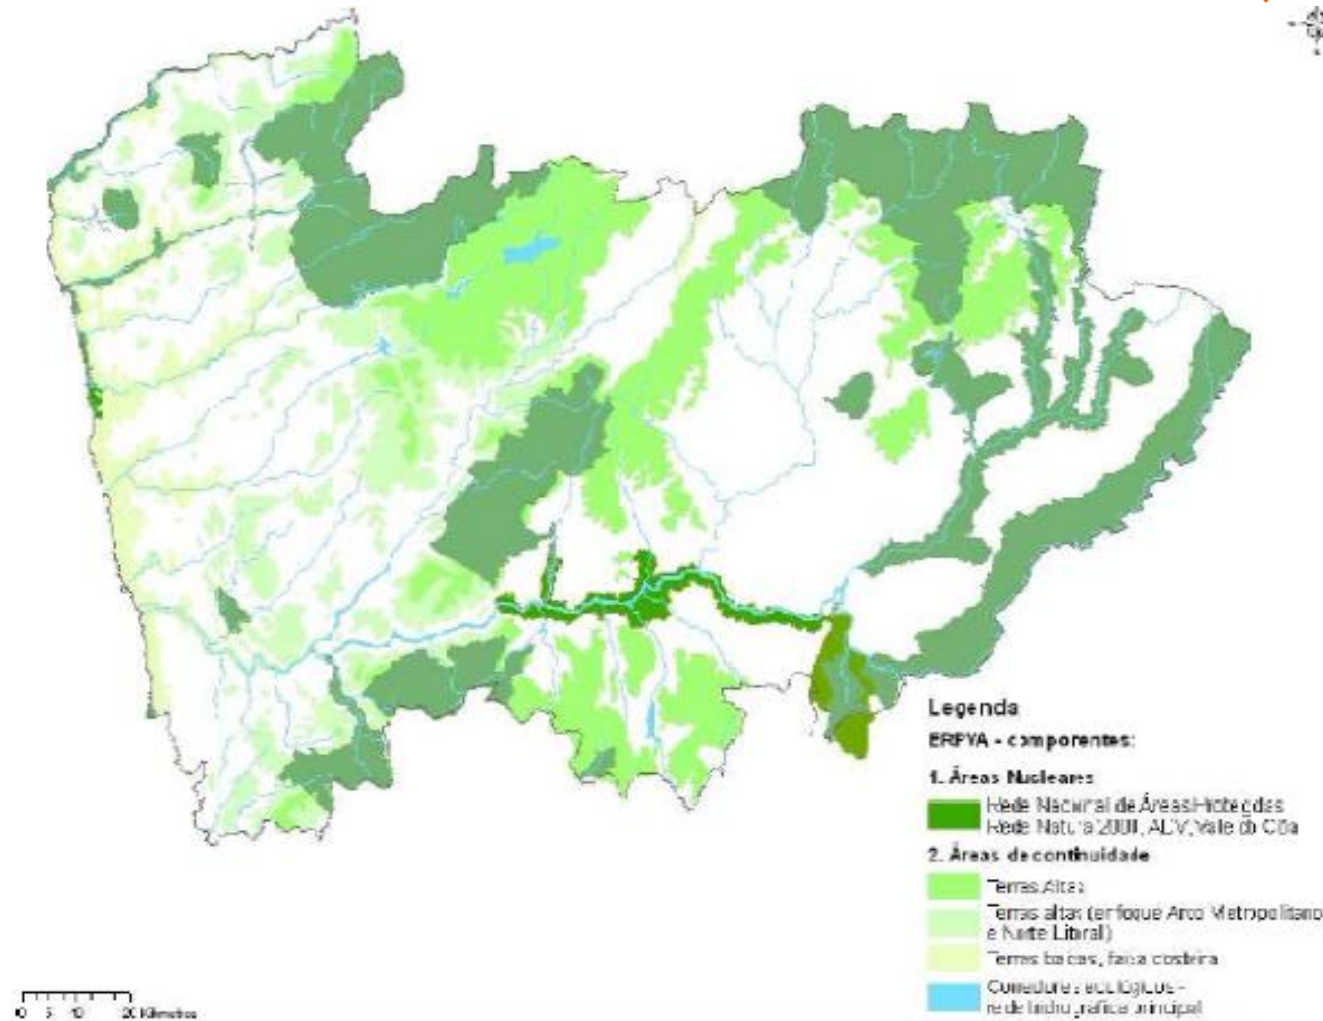 Legenda
ERPVA - componentes:
1. Áreas Nucleares
Rede Nacional de Áreas Protegidas
Rede Natura 2000, ADV, Vale do Côa
2. Áreas de continuidade
Terras Altas
Terras altas (enfoque Arco Metropolitano
e Norte Litoral)
Terras baixas, faixa costeira
Corredores ecológicos -
rede hidrográfica principal
0 5 10 20 Kilometros